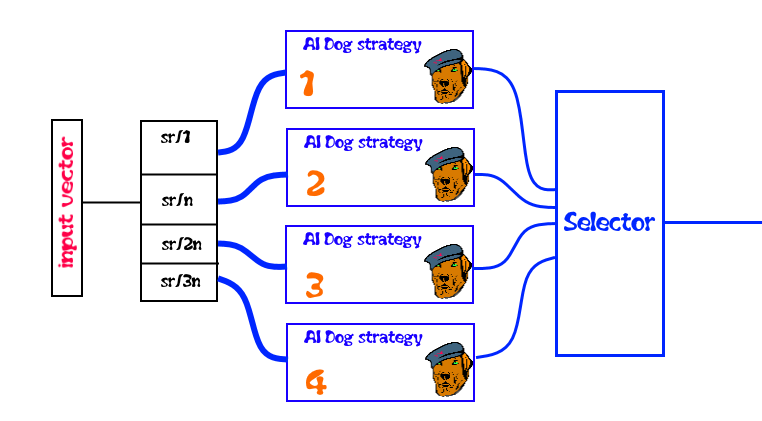 input vector
sr/1
sr/n
sr/2n
sr/3n
AI Dog strategy
1
AI Dog strategy
2
AI Dog strategy
3
AI Dog strategy
4
Selector